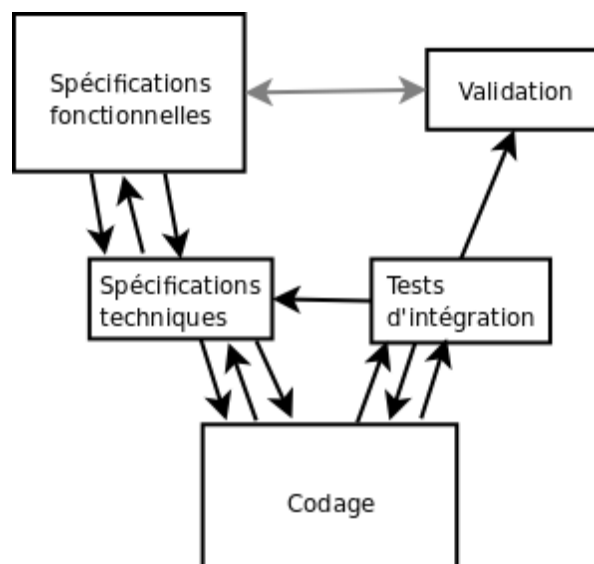 Spécifications
fonctionnelles
Validation
Spécifications
techniques
Tests
d'intégration
Codage